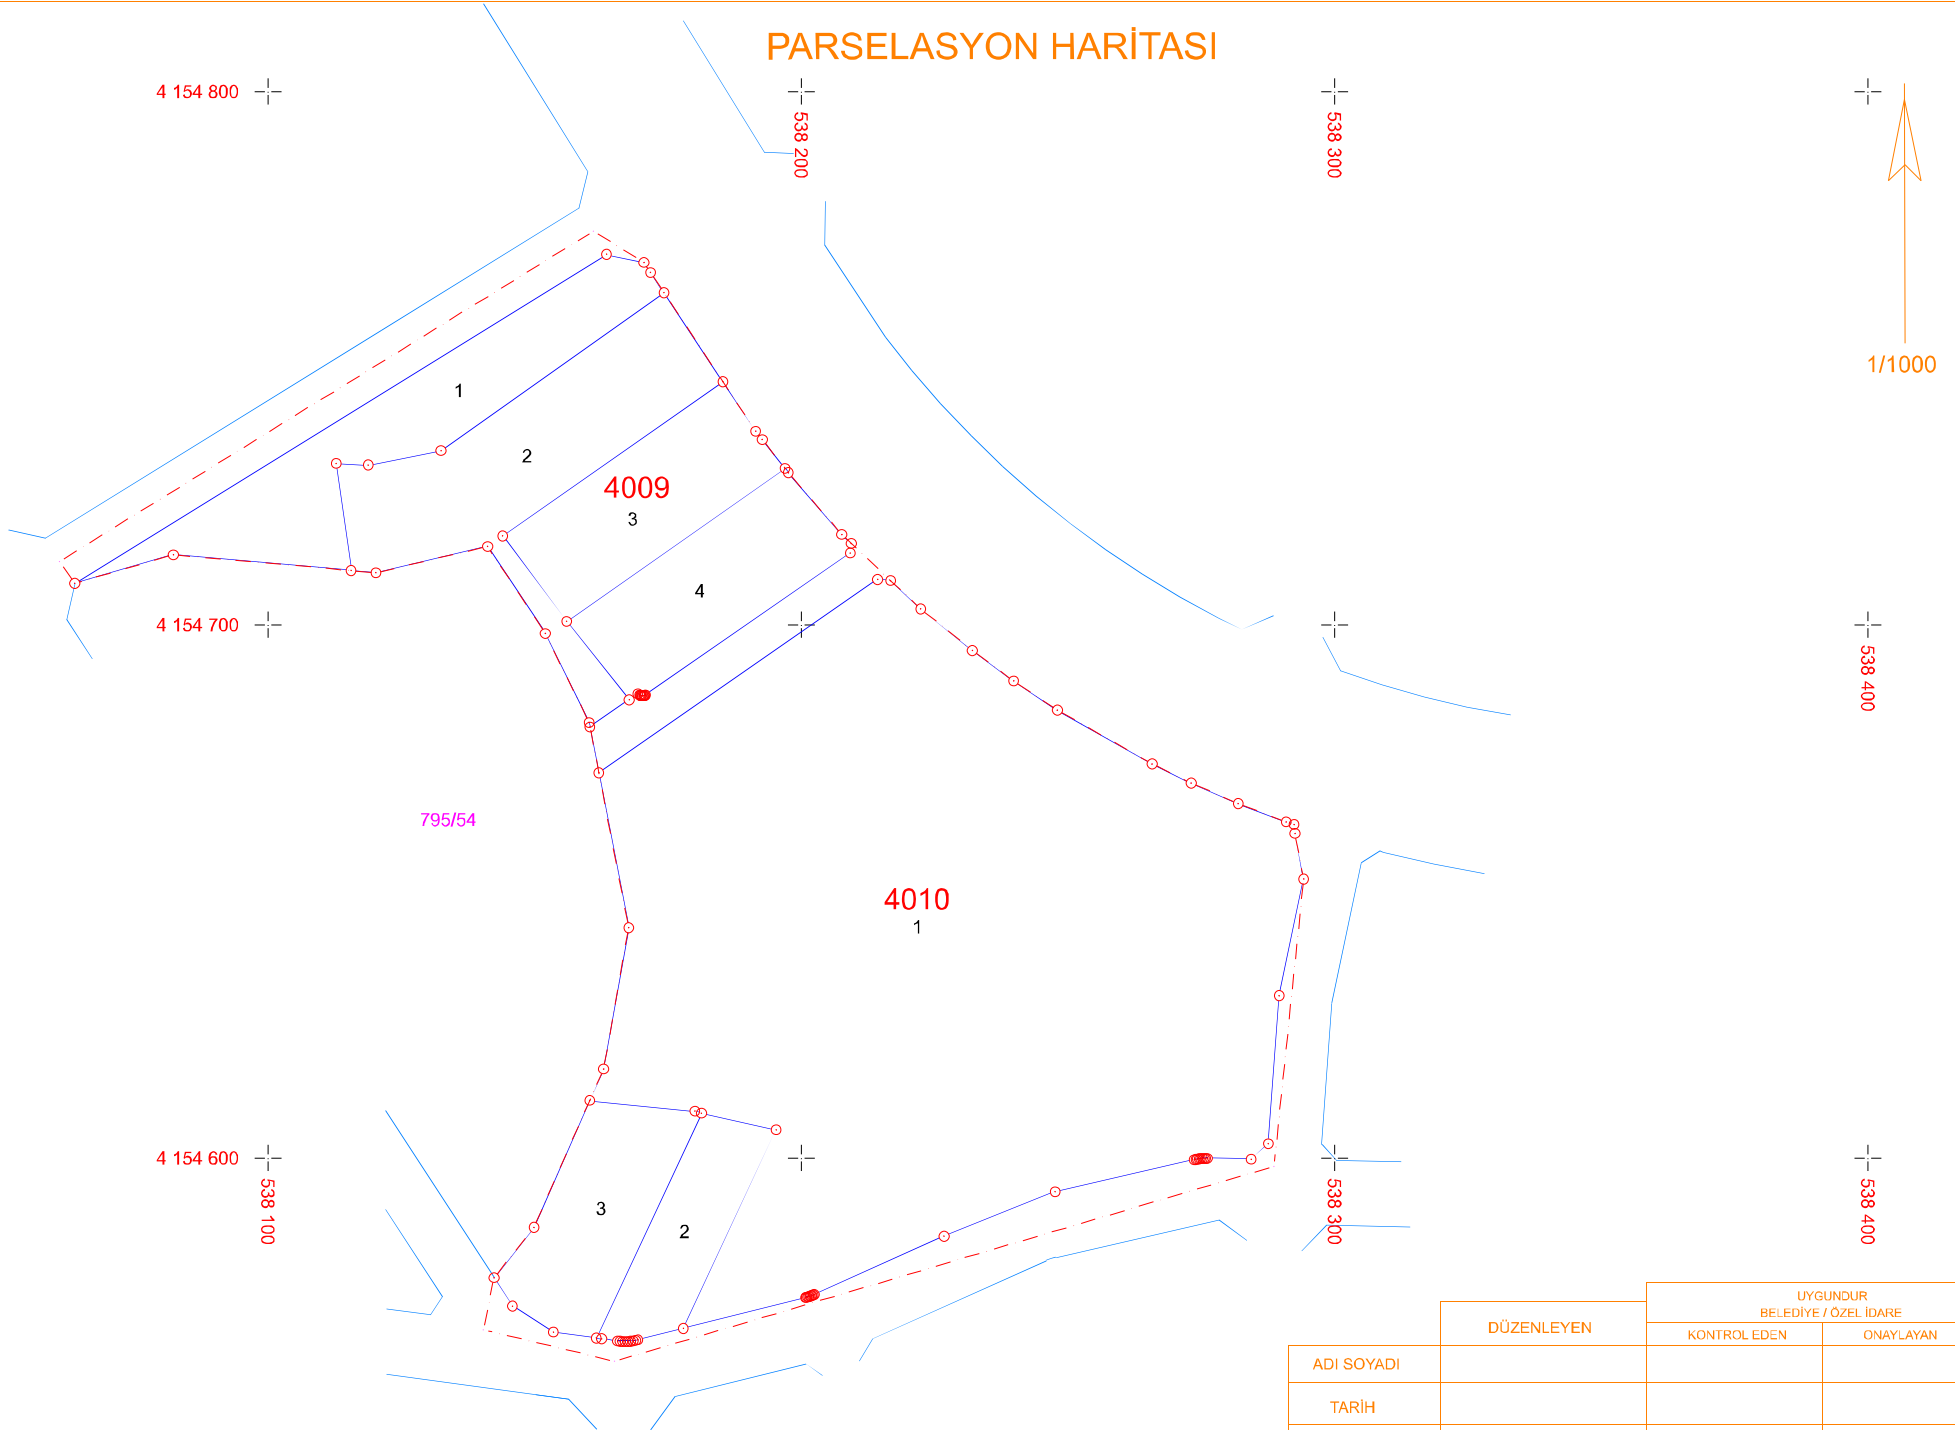 PARSELASYON HARİTASI
4 154 800
538 200
538 300
1/1000
1
2
4009
3
4
4 154 700
538 400
795/54
4010
1
4 154 600
538 100
3
2
538 300
538 400
UYGUNDUR
BELEDİYE / ÖZEL İDARE
DÜZENLEYEN
KONTROL EDEN
ONAYLAYAN
ADI SOYADI
TARİH